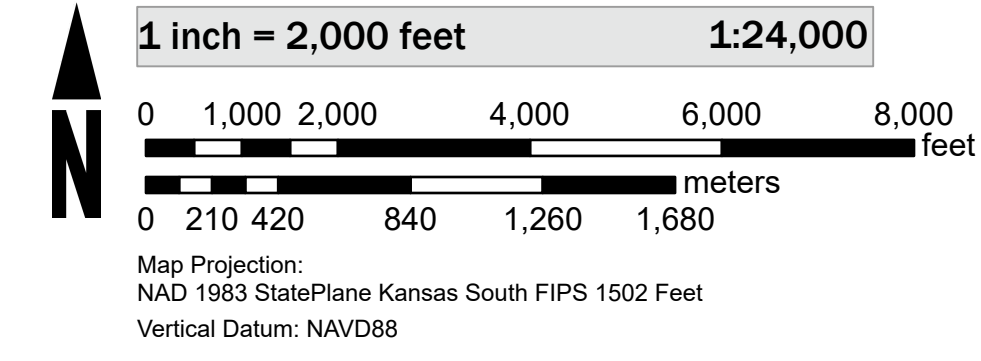 1 inch = 2,000 feet 1:24,000
0 1,000 2,000 4,000 6,000 8,000
feet
meters
0 210 420 840 1,260 1,680
N
Map Projection:
NAD 1983 StatePlane Kansas South FIPS 1502 Feet
Vertical Datum: NAVD88